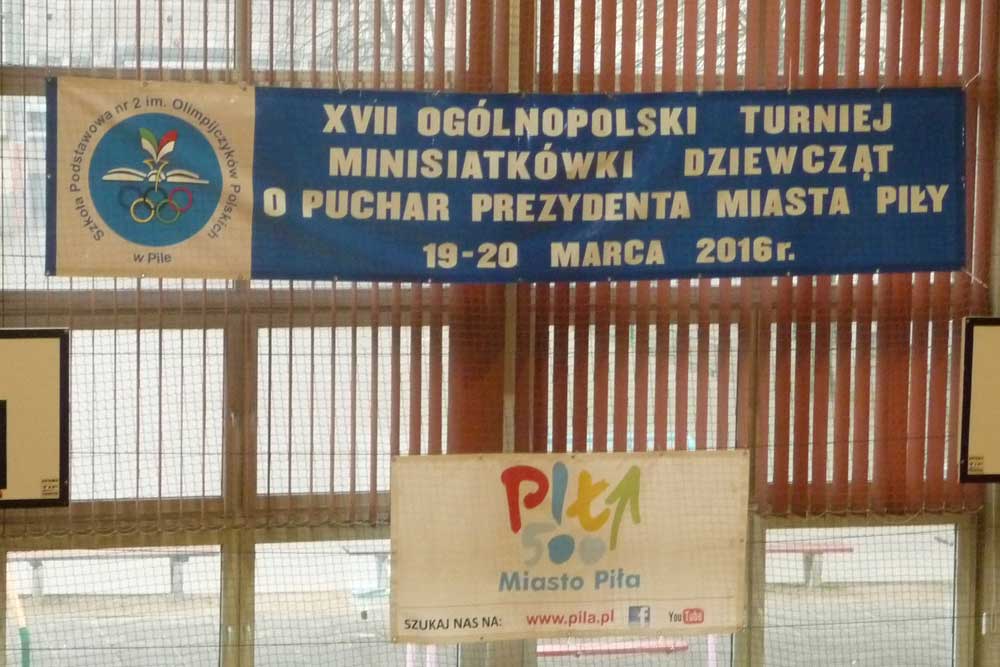 Szkoła Podstawowa nr 2 im. Olimpijczyków Polskich
w Pile
XVII OGÓLNOPOLSKI TURNIEJ
MINISIATKÓWKI DZIEWCZĄT
O PUCHAR PREZYDENTA MIASTA PIŁY
19-20 MARCA 2016 r.
PIŁA
500
Miasto Piła
SZUKAJ NAS NA: www.pila.pl f YouTube